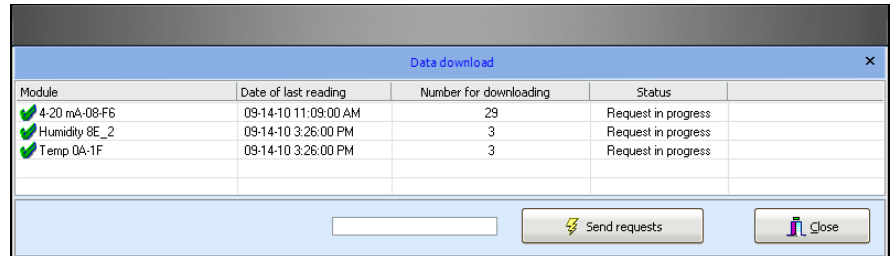 Data download
Module Date of last reading Number for downloading Status
4-20 mA-08-F6 09-14-10 11:09:00 AM 29 Request in progress
Humidity 8E_2 09-14-10 3:26:00 PM 3 Request in progress
Temp 0A-1F 09-14-10 3:26:00 PM 3 Request in progress
Send requests Close